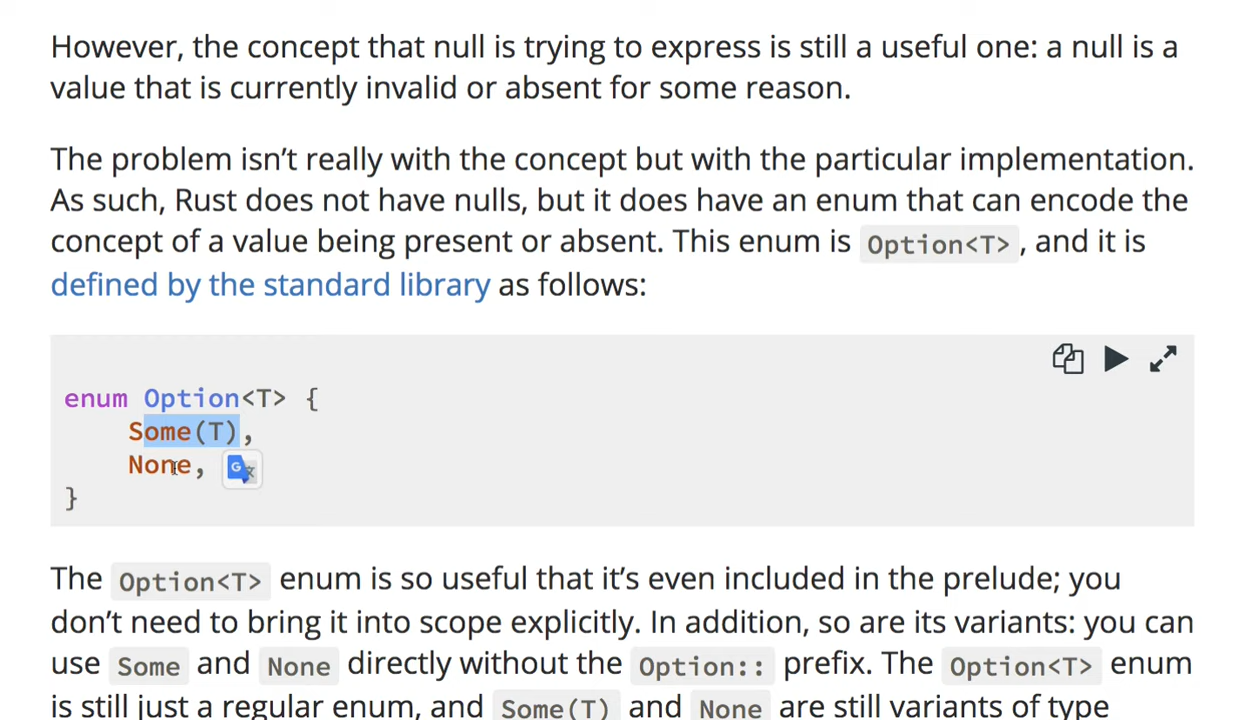 However, the concept that null is trying to express is still a useful one: a null is a
value that is currently invalid or absent for some reason.
The problem isn’t really with the concept but with the particular implementation.
As such, Rust does not have nulls, but it does have an enum that can encode the
concept of a value being present or absent. This enum is Option<T>, and it is
defined by the standard library as follows:
enum Option<T> {
    Some(T),
    None,
}
The Option<T> enum is so useful that it’s even included in the prelude; you
don’t need to bring it into scope explicitly. In addition, so are its variants: you can
use Some and None directly without the Option:: prefix. The Option<T> enum
is still just a regular enum, and Some(T) and None are still variants of type